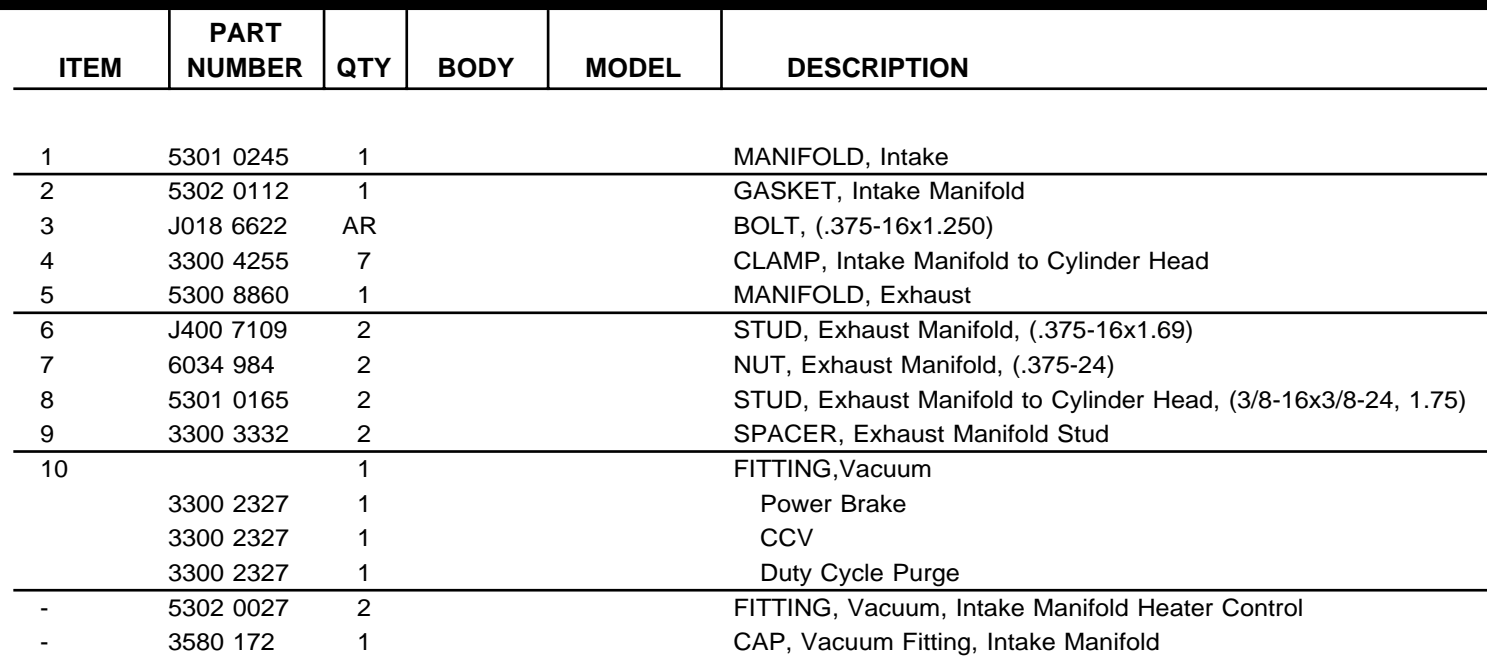 PART
ITEM NUMBER QTY BODY MODEL DESCRIPTION
1 5301 0245 1 MANIFOLD, Intake
2 5302 0112 1 GASKET, Intake Manifold
3 J018 6622 AR BOLT, (.375-16x1.250)
4 3300 4255 7 CLAMP, Intake Manifold to Cylinder Head
5 5300 8860 1 MANIFOLD, Exhaust
6 J400 7109 2 STUD, Exhaust Manifold, (.375-16x1.69)
7 6034 984 2 NUT, Exhaust Manifold, (.375-24)
8 5301 0165 2 STUD, Exhaust Manifold to Cylinder Head, (3/8-16x3/8-24, 1.75)
9 3300 3332 2 SPACER, Exhaust Manifold Stud
10 1 FITTING,Vacuum
3300 2327 1 Power Brake
3300 2327 1 CCV
3300 2327 1 Duty Cycle Purge
- 5302 0027 2 FITTING, Vacuum, Intake Manifold Heater Control
- 3580 172 1 CAP, Vacuum Fitting, Intake Manifold